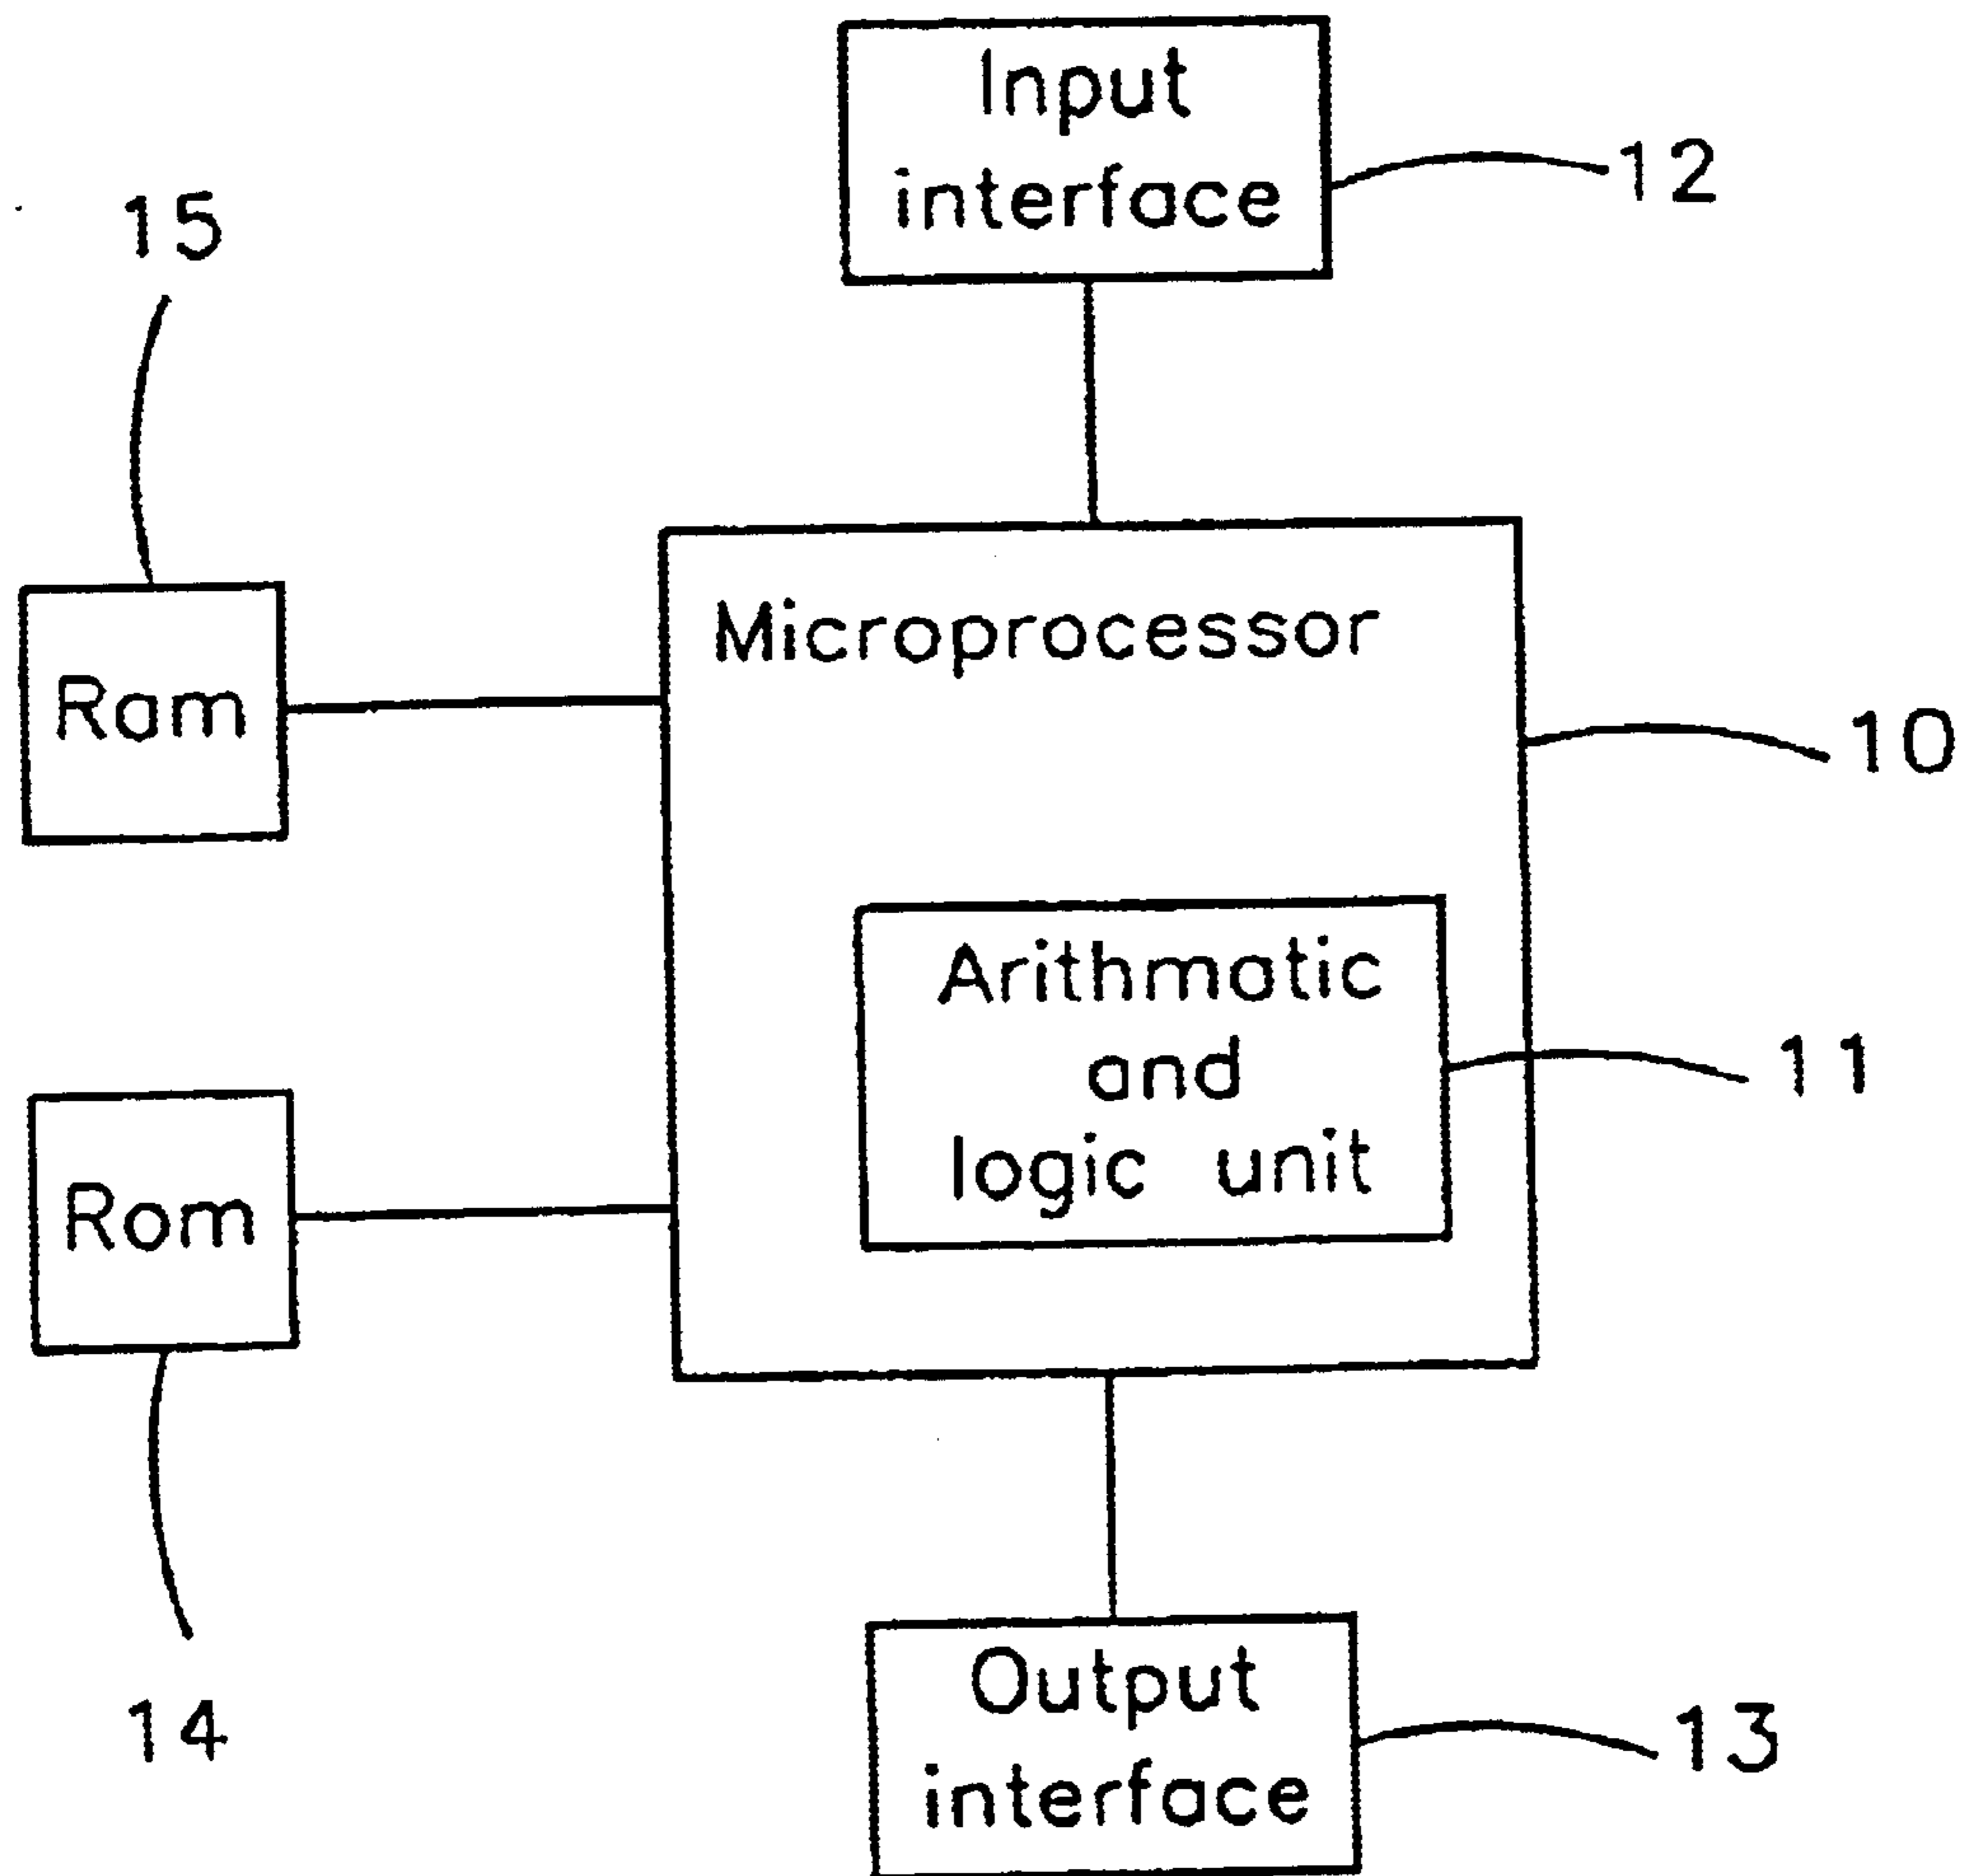 Input
interface
12
15
Microprocessor
Ram
10
Arithmatic
and
logic unit
11
Rom
14
Output
interface
13